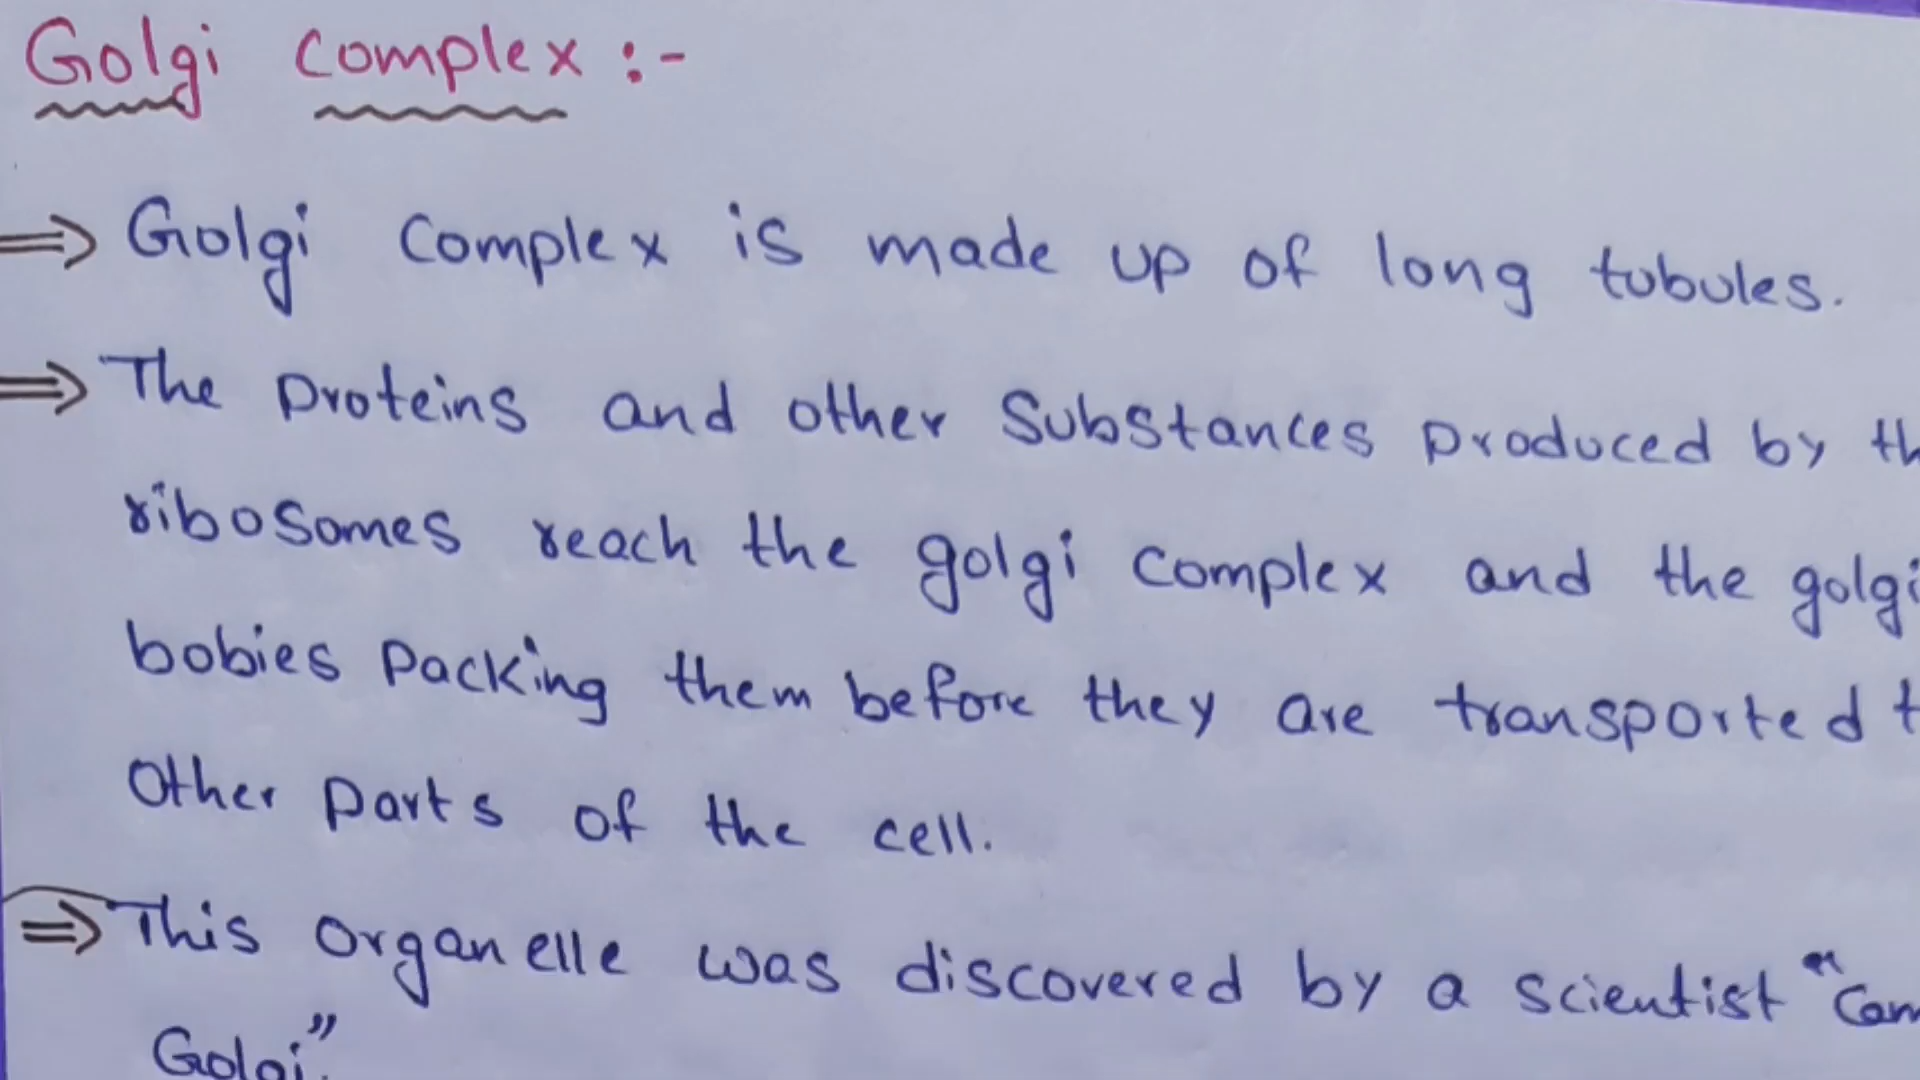 Golgi Complex :-
⇒ Golgi Complex is made up of long tubules.
⇒ The Proteins and other Substances Produced by th
ribosomes reach the golgi Complex and the golgi
bobies Packing them before they are transported t
Other Parts of the cell.
⇒ This Organelle was discovered by a scientist "Cam
Golgi".